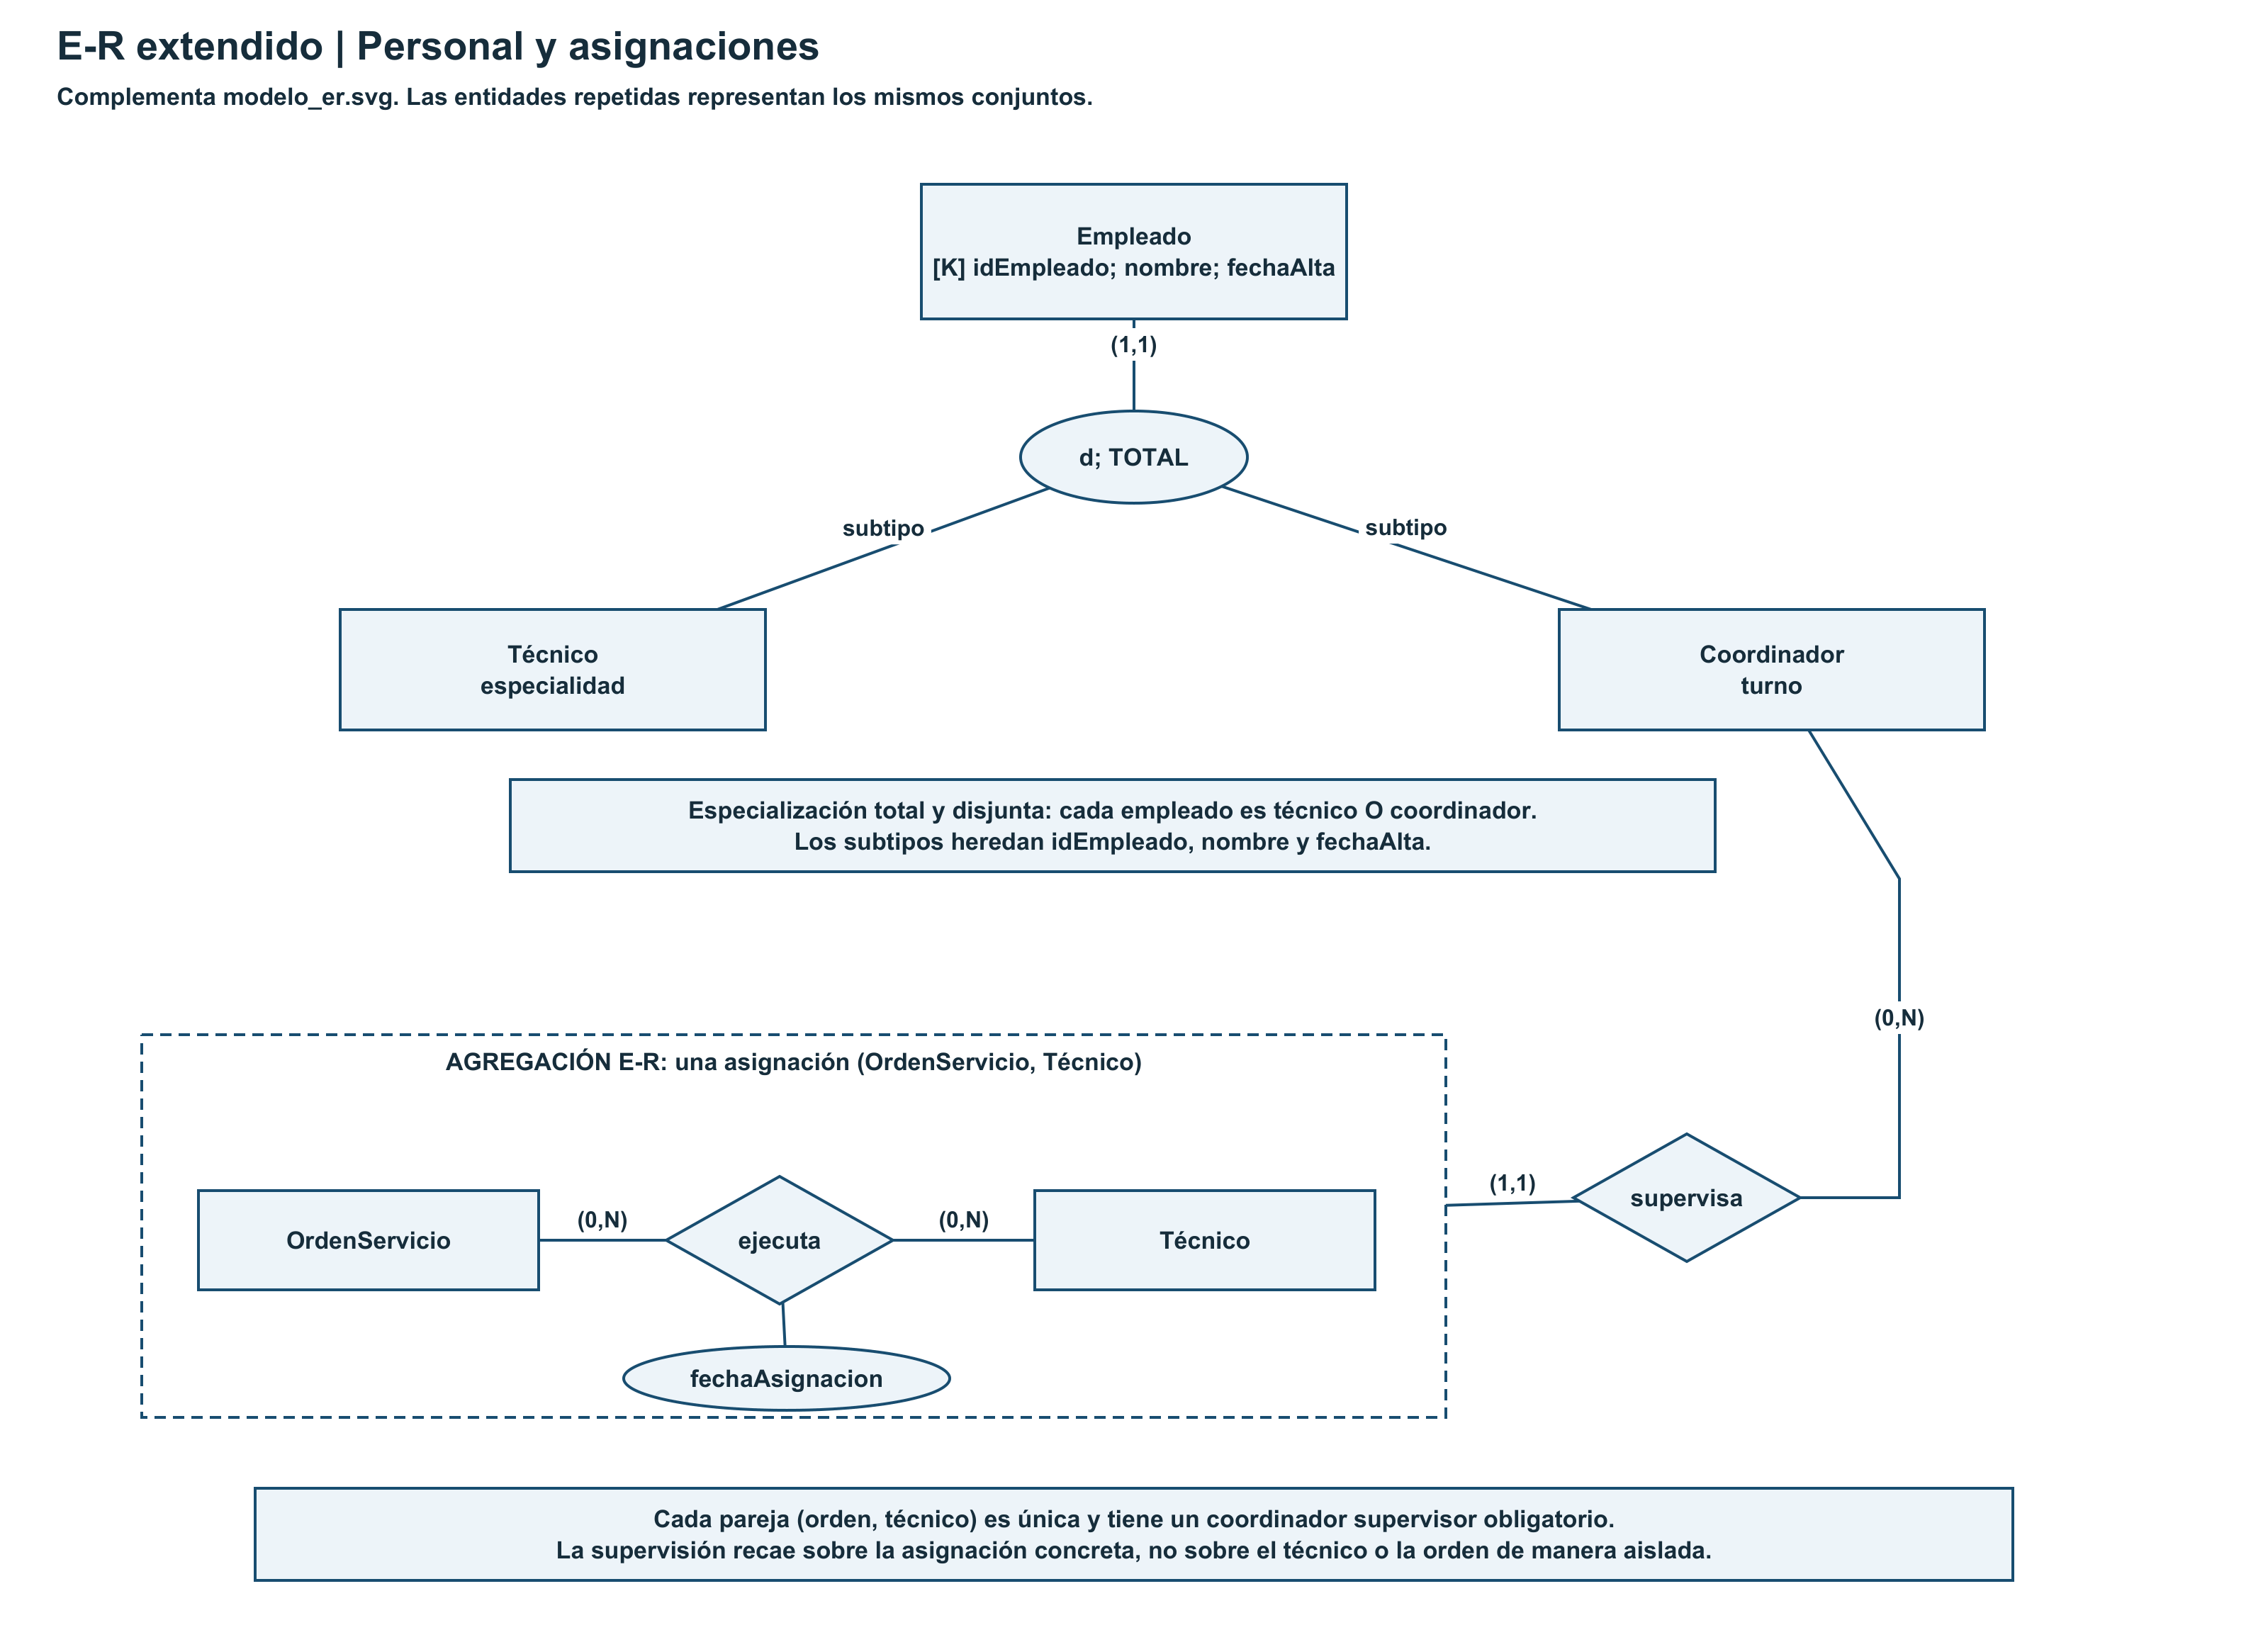 E-R extendido | Personal y asignaciones
Complementa modelo_er.svg. Las entidades repetidas representan los mismos conjuntos.
Empleado
[K] idEmpleado; nombre; fechaAlta
(1,1)
d; TOTAL
subtipo
subtipo
Técnico
especialidad
Coordinador
turno
Especialización total y disjunta: cada empleado es técnico O coordinador.
Los subtipos heredan idEmpleado, nombre y fechaAlta.
(0,N)
AGREGACIÓN E-R: una asignación (OrdenServicio, Técnico)
OrdenServicio
(0,N)
ejecuta
(0,N)
Técnico
(1,1)
supervisa
fechaAsignacion
Cada pareja (orden, técnico) es única y tiene un coordinador supervisor obligatorio.
La supervisión recae sobre la asignación concreta, no sobre el técnico o la orden de manera aislada.